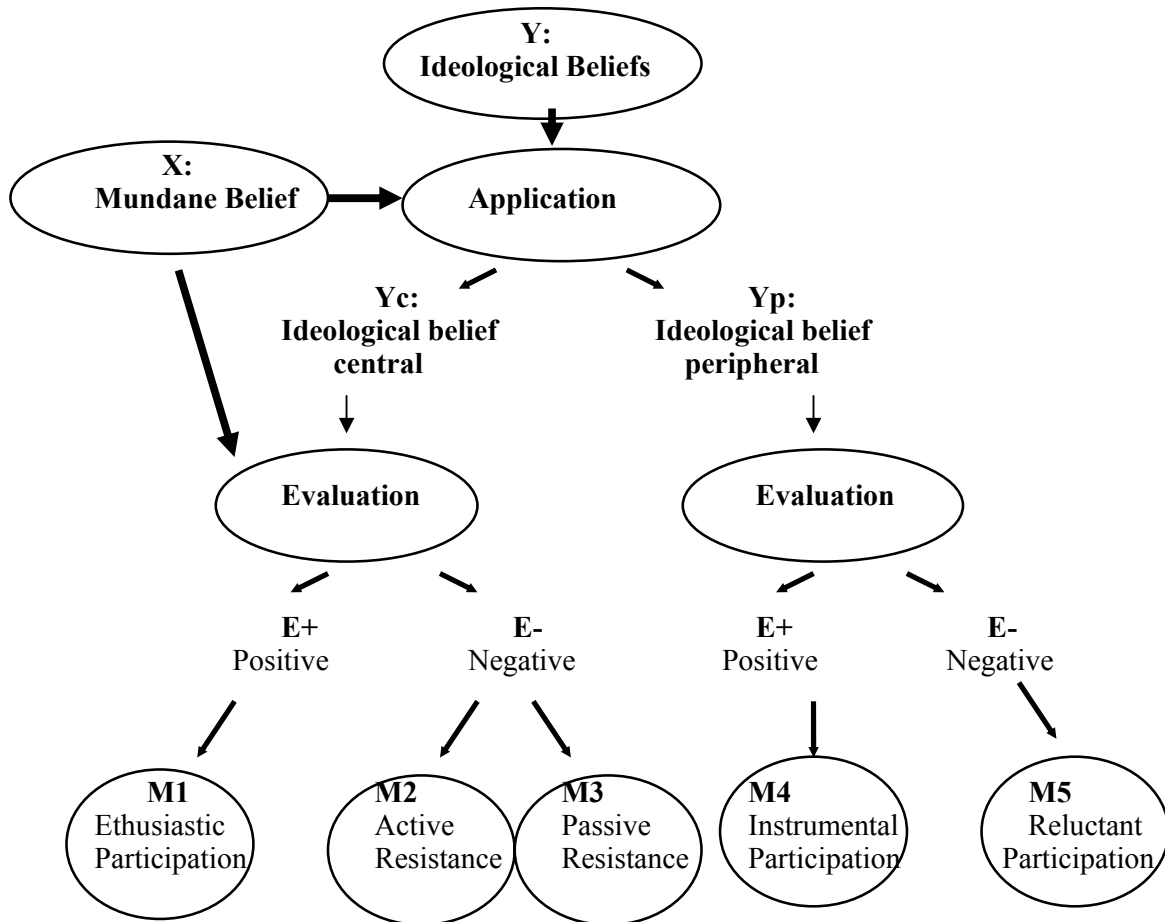 Y:
Ideological Beliefs
X:
Mundane Belief
Application
Yc:
Ideological belief
central
Yp:
Ideological belief
peripheral
Evaluation
Evaluation
E+
Positive
E-
Negative
E+
Positive
E-
Negative
M1
Ethusiastic
Participation
M2
Active
Resistance
M3
Passive
Resistance
M4
Instrumental
Participation
M5
Reluctant
Participation